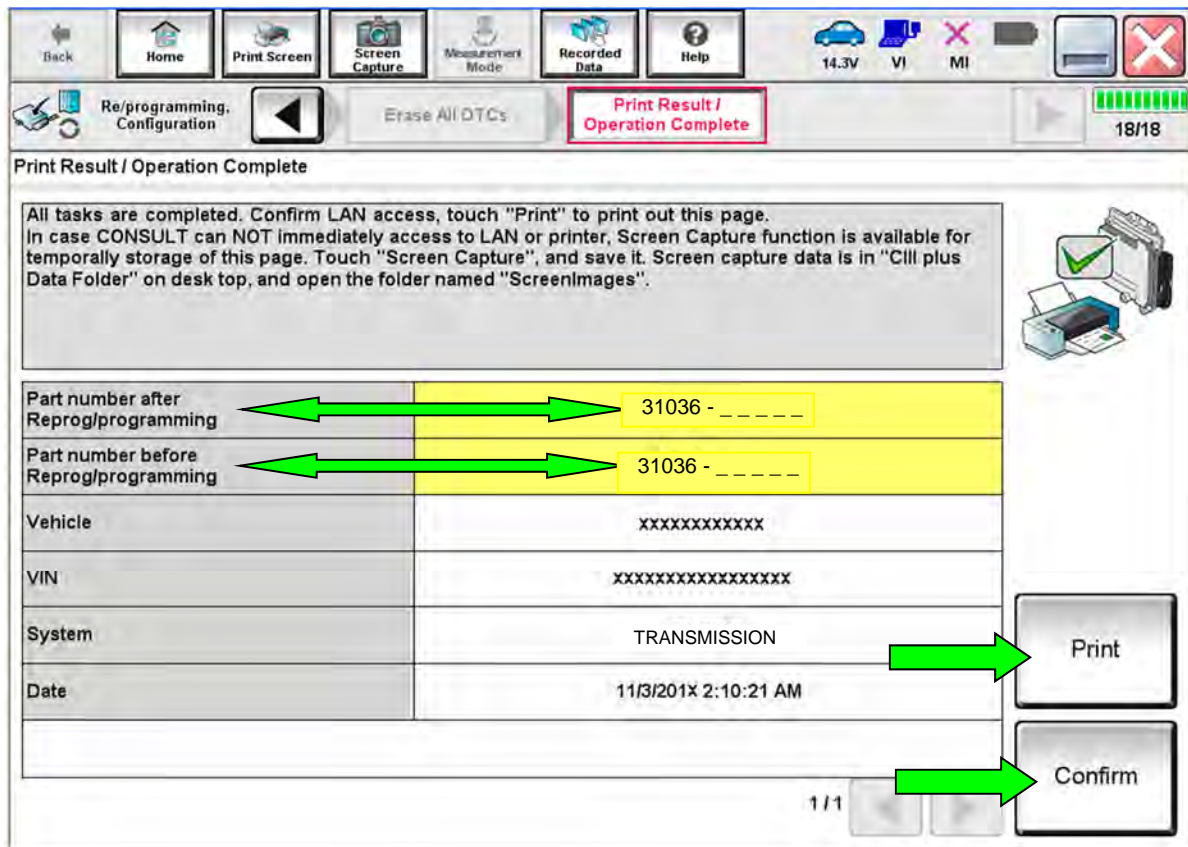 Back
Home
Print Screen
Screen
Capture
Measurement
Mode
Recorded
Data
Help
14.3V
VI
MI
Re/programming,
Configuration
Erase All DTCs
Print Result /
Operation Complete
18/18
Print Result / Operation Complete
All tasks are completed. Confirm LAN access, touch "Print" to print out this page.
In case CONSULT can NOT immediately access to LAN or printer, Screen Capture function is available for
temporally storage of this page. Touch "Screen Capture", and save it. Screen capture data is in "CIII plus
Data Folder" on desk top, and open the folder named "ScreenImages".
Part number after
Reprog/programming
31036 - _ _ _ _ _
Part number before
Reprog/programming
31036 - _ _ _ _ _
Vehicle
xxxxxxxxxxxx
VIN
xxxxxxxxxxxxxxxxx
System
TRANSMISSION
Date
11/3/201X 2:10:21 AM
Print
Confirm
1/1